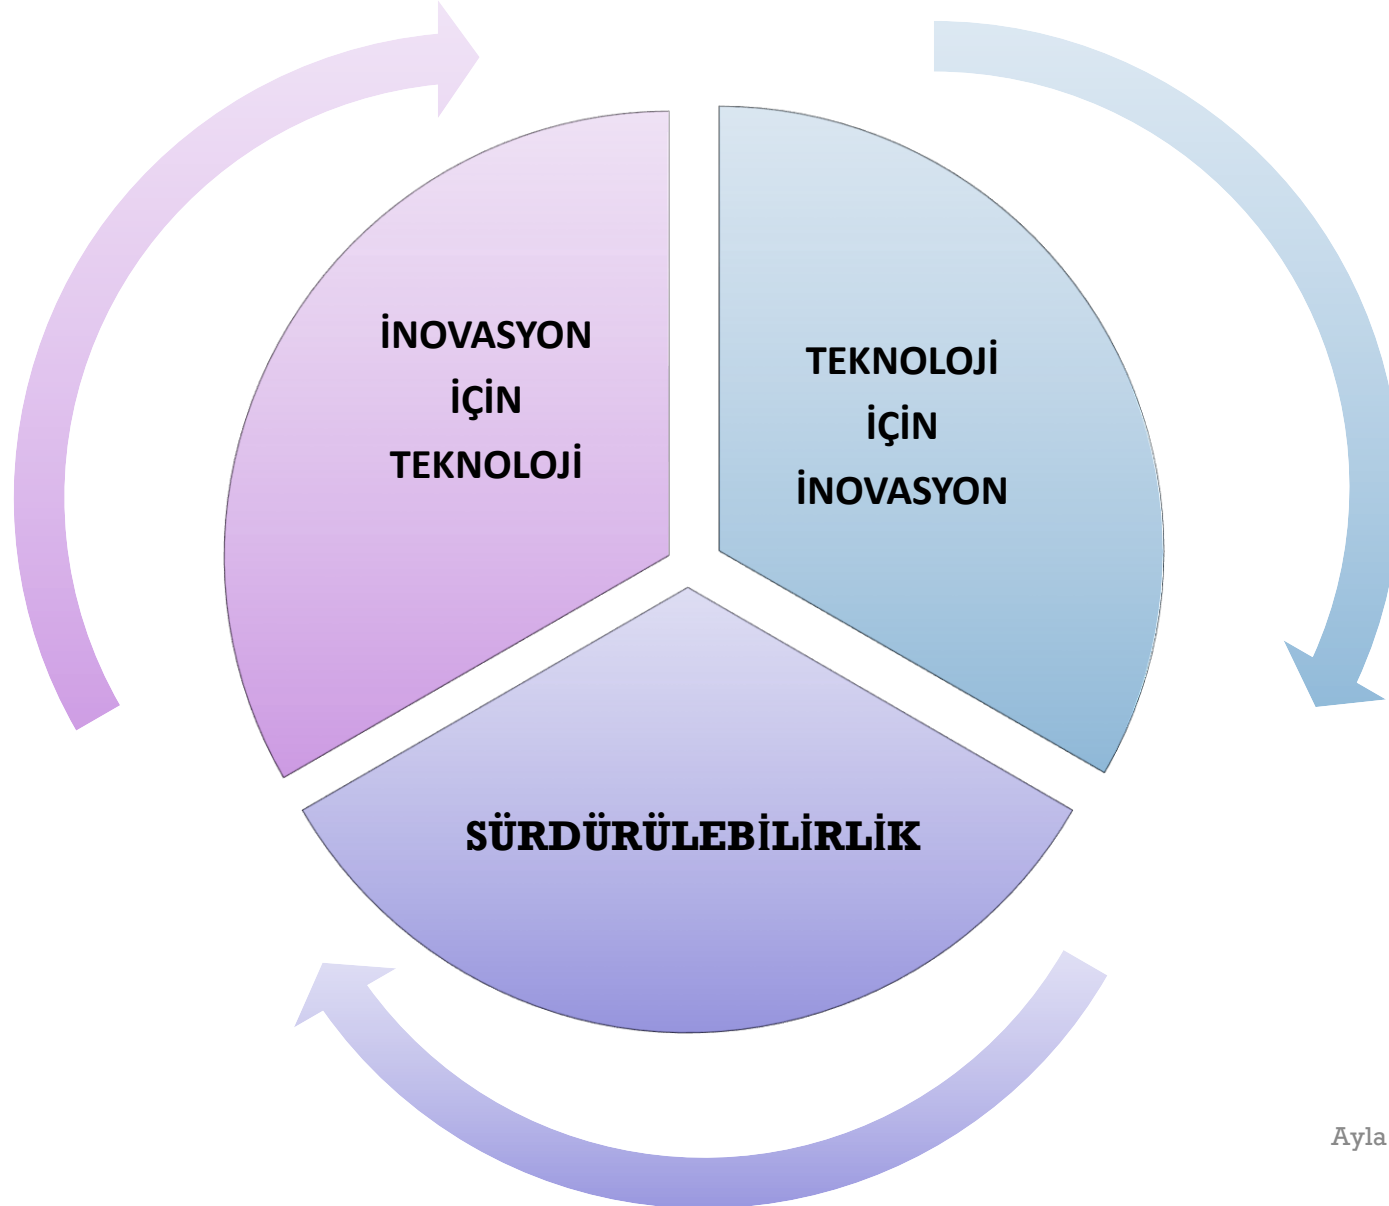 İNOVASYON
İÇİN
TEKNOLOJİ
TEKNOLOJİ
İÇİN
İNOVASYON
SÜRDÜRÜLEBİLİRLİK
Ayla